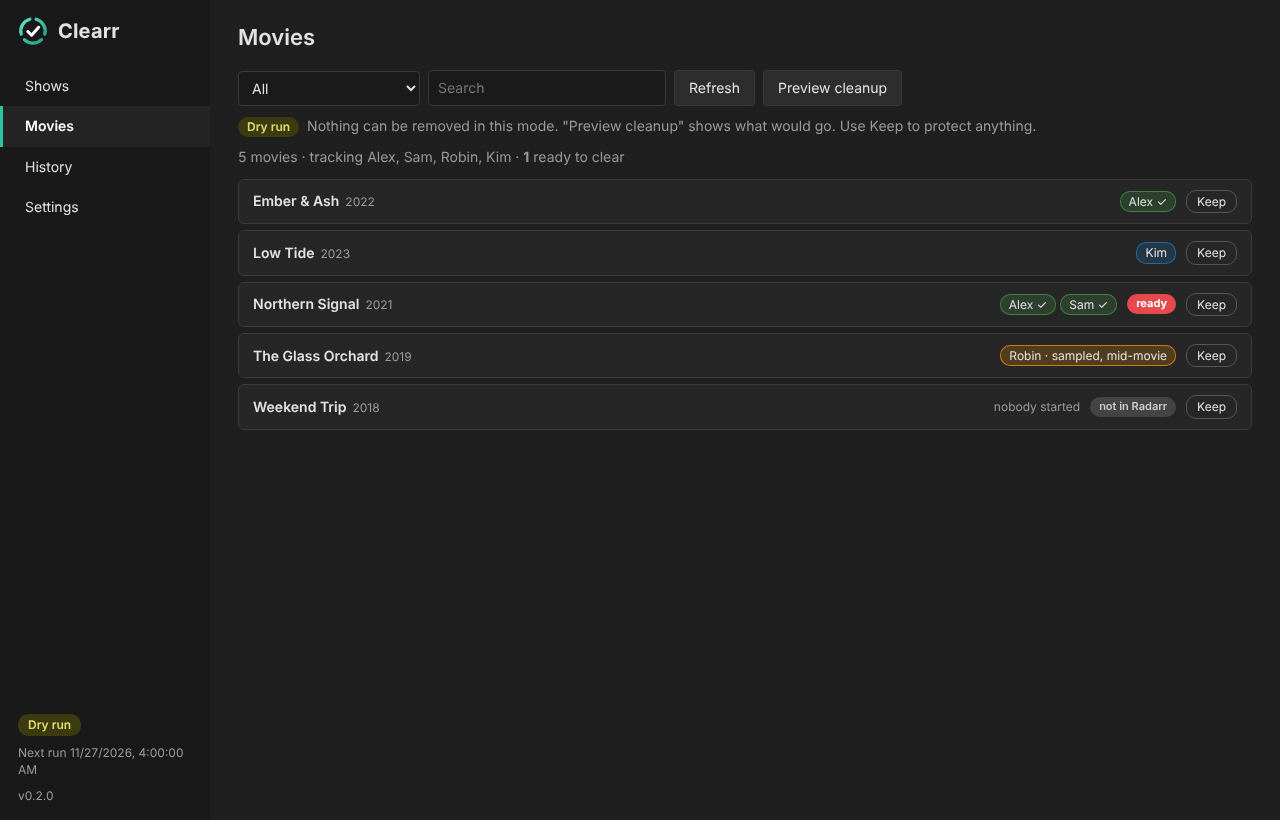 Clearr
Shows
Movies
History
Settings
Dry run
Next run 11/27/2026, 4:00:00
AM
v0.2.0
Movies
All
Search
Refresh
Preview cleanup
Dry run Nothing can be removed in this mode. "Preview cleanup" shows what would go. Use Keep to protect anything.
5 movies · tracking Alex, Sam, Robin, Kim · 1 ready to clear
Ember & Ash 2022 Alex ✓ Keep
Low Tide 2023 Kim Keep
Northern Signal 2021 Alex ✓ Sam ✓ ready Keep
The Glass Orchard 2019 Robin · sampled, mid-movie Keep
Weekend Trip 2018 nobody started not in Radarr Keep